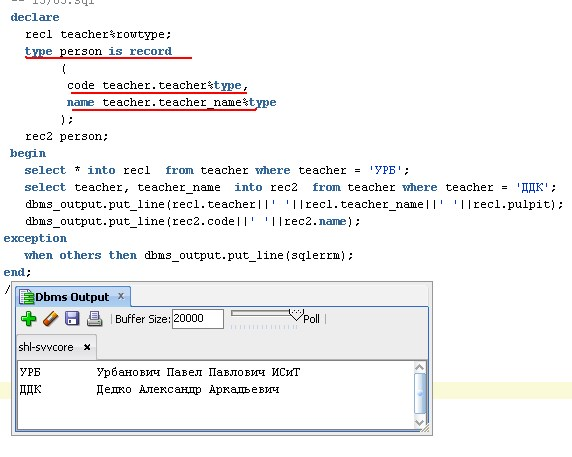 -- 15/05.sql
declare
rec1 teacher%rowtype;
type person is record
(
code teacher.teacher%type,
name teacher.teacher_name%type
);
rec2 person;
begin
select * into rec1 from teacher where teacher = 'УРБ';
select teacher, teacher_name into rec2 from teacher where teacher = 'ДДК';
dbms_output.put_line(rec1.teacher||' '||rec1.teacher_name||' '||rec1.pulpit);
dbms_output.put_line(rec2.code||' '||rec2.name);
exception
when others then dbms_output.put_line(sqlerrm);
end;
/
Dbms Output ×
Buffer Size: 20000 Poll
shl-svvcore ×
УРБ Урбанович Павел Павлович ИСиТ
ДДК Дедко Александр Аркадьевич